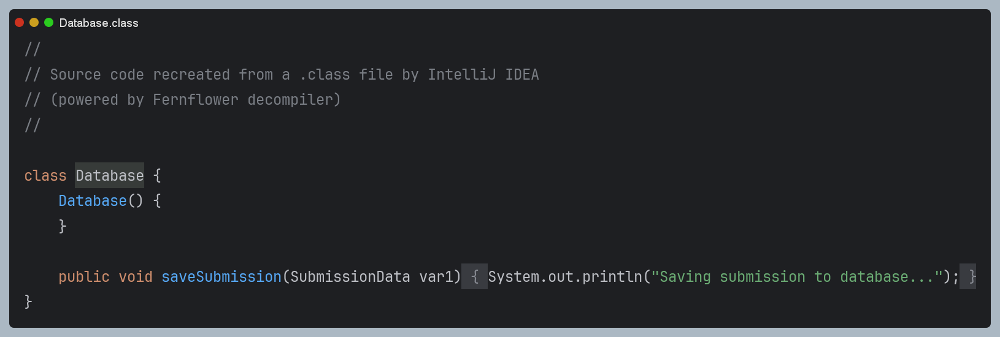 Database.class
//
// Source code recreated from a .class file by IntelliJ IDEA
// (powered by Fernflower decompiler)
//
class Database {
Database() {
}
public void saveSubmission(SubmissionData var1) { System.out.println("Saving submission to database..."); }
}